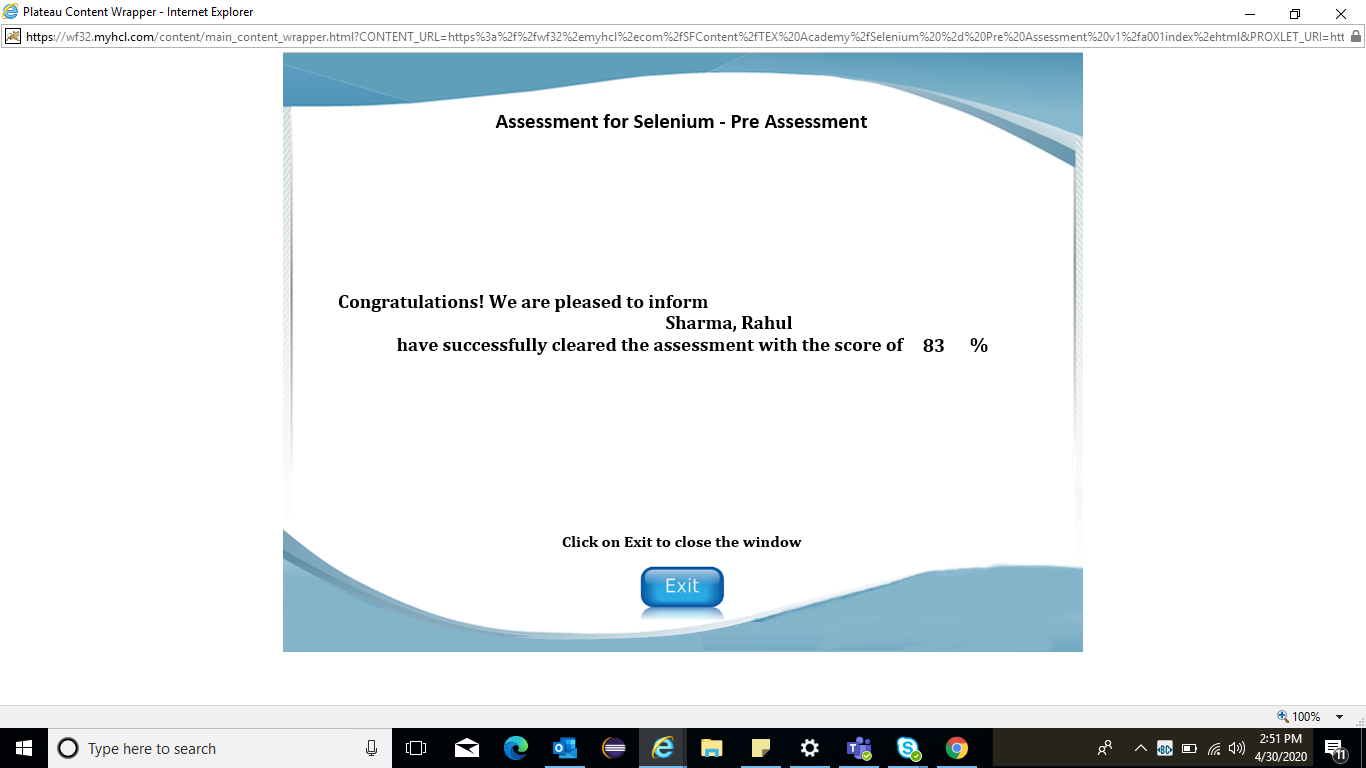 Plateau Content Wrapper - Internet Explorer
https://wf32.myhcl.com/content/main_content_wrapper.html?CONTENT_URL=https%3a%2f%2fwf32%2emyhcl%2ecom%2fSFContent%2fTEX%20Academy%2fSelenium%20%2d%20Pre%20Assessment%20v1%2fa001index%2ehtml&PROXLET_URI=htt
Assessment for Selenium - Pre Assessment
Congratulations! We are pleased to inform
Sharma, Rahul
have successfully cleared the assessment with the score of 83 %
Click on Exit to close the window
Exit
100%
Type here to search
2:51 PM
4/30/2020
11